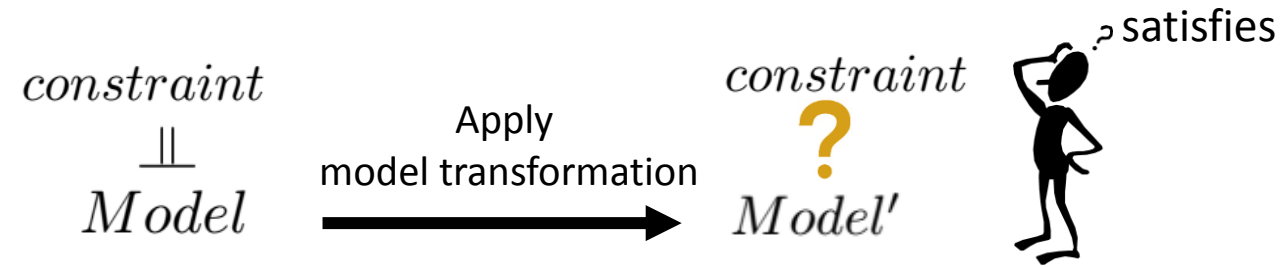 constraint
⊨
Model
Apply
model transformation
constraint
?
Model′
? satisfies